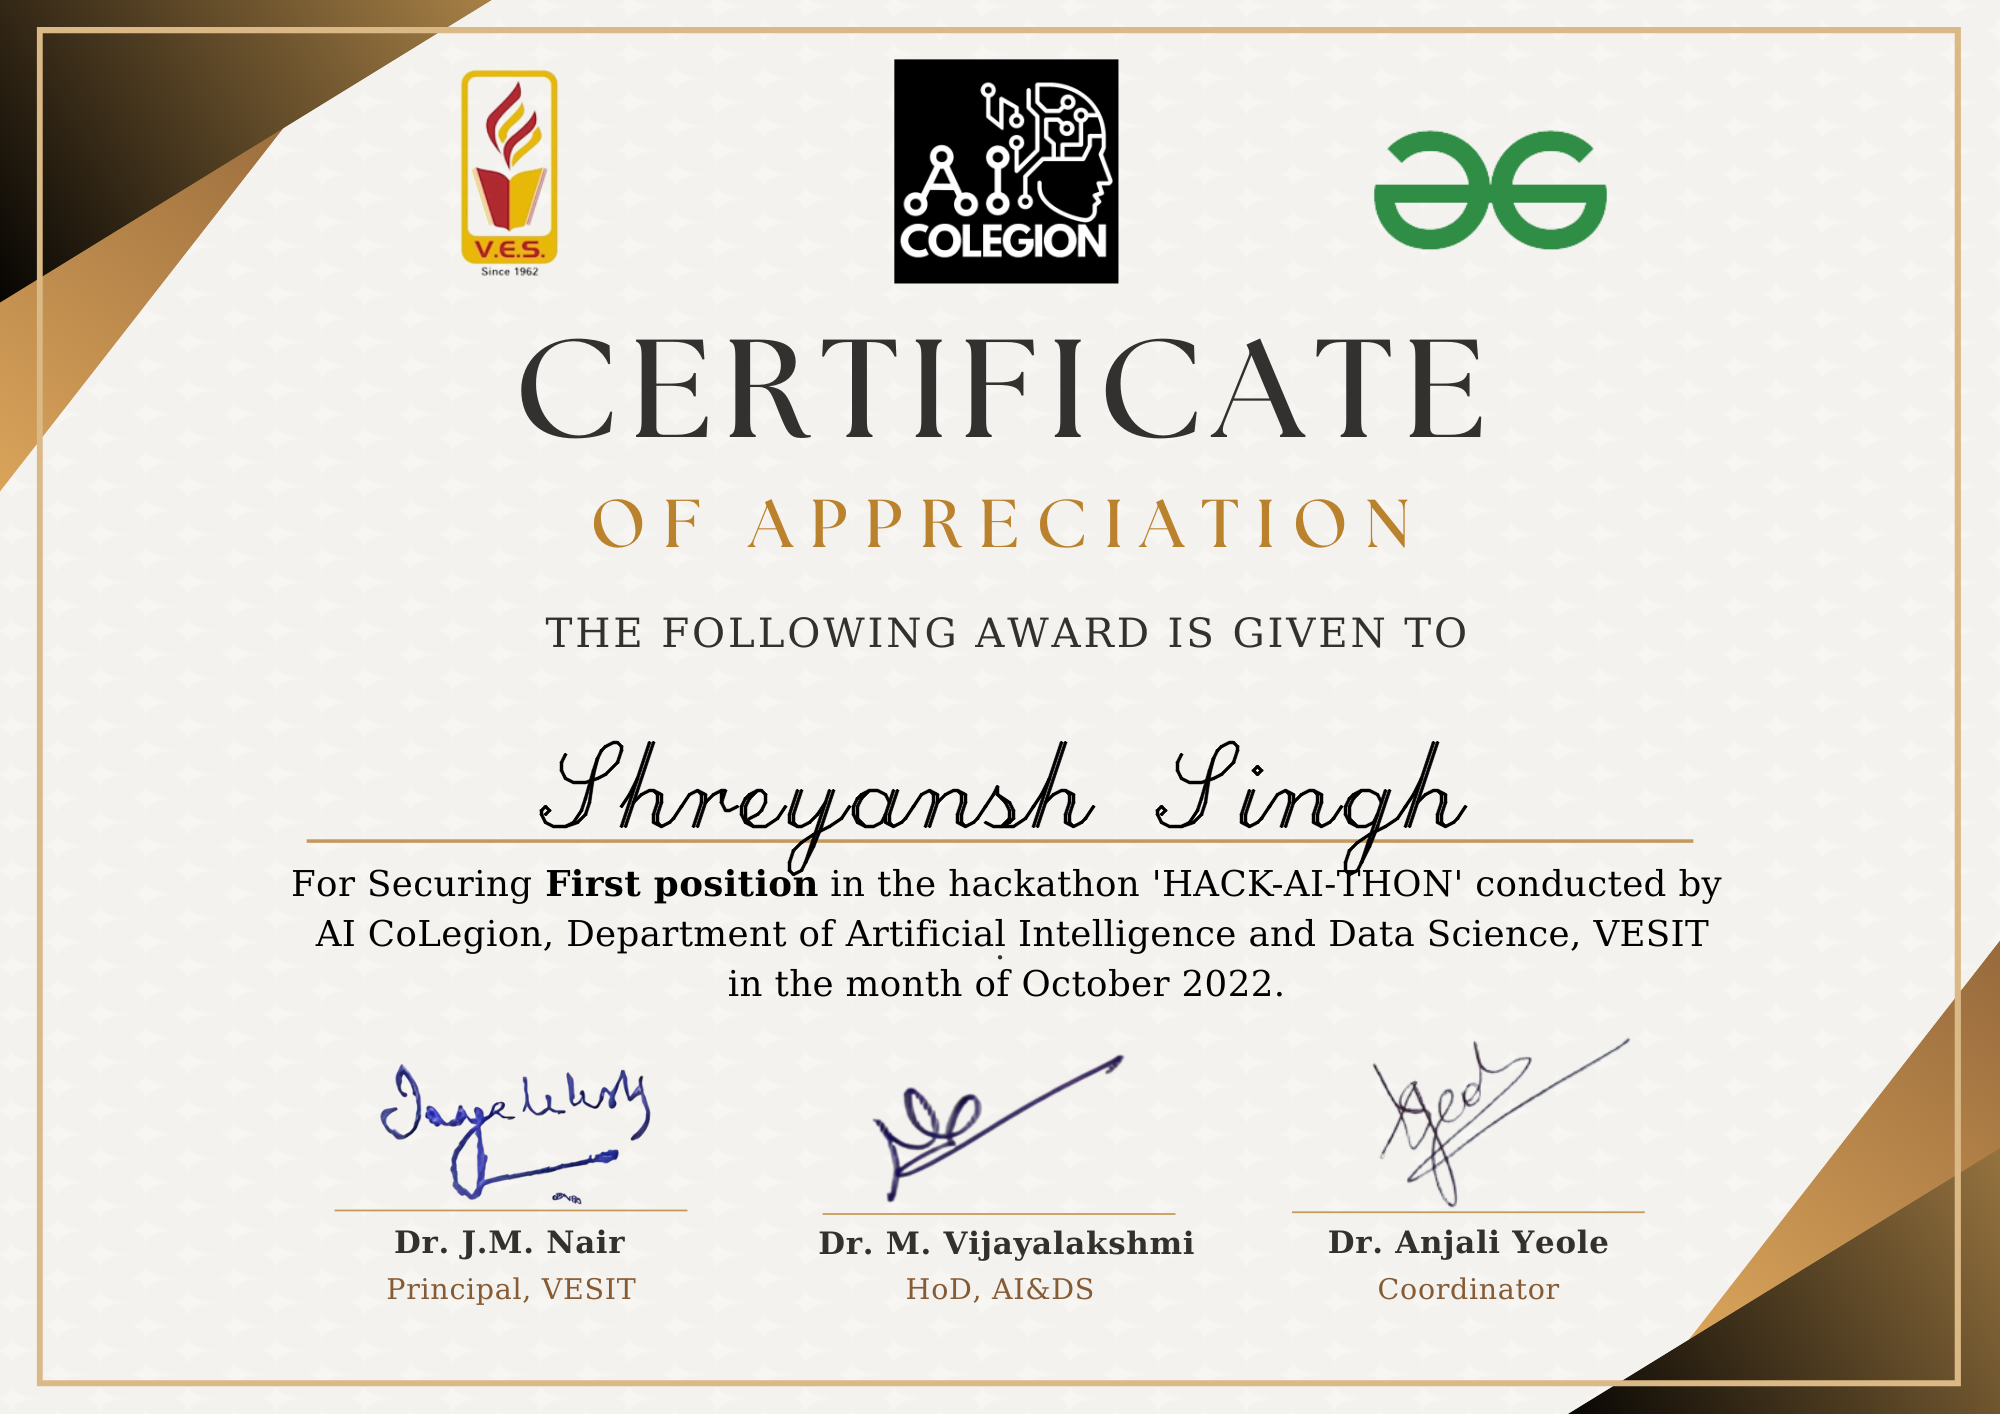 V.E.S.
Since 1962
AI
COLEGION
CERTIFICATE
OF APPRECIATION
THE FOLLOWING AWARD IS GIVEN TO
Shreyansh Singh
For Securing First position in the hackathon 'HACK-AI-THON' conducted by
AI CoLegion, Department of Artificial Intelligence and Data Science, VESIT
.
in the month of October 2022.
Dr. J.M. Nair
Dr. M. Vijayalakshmi
Dr. Anjali Yeole
Principal, VESIT
HoD, AI&DS
Coordinator